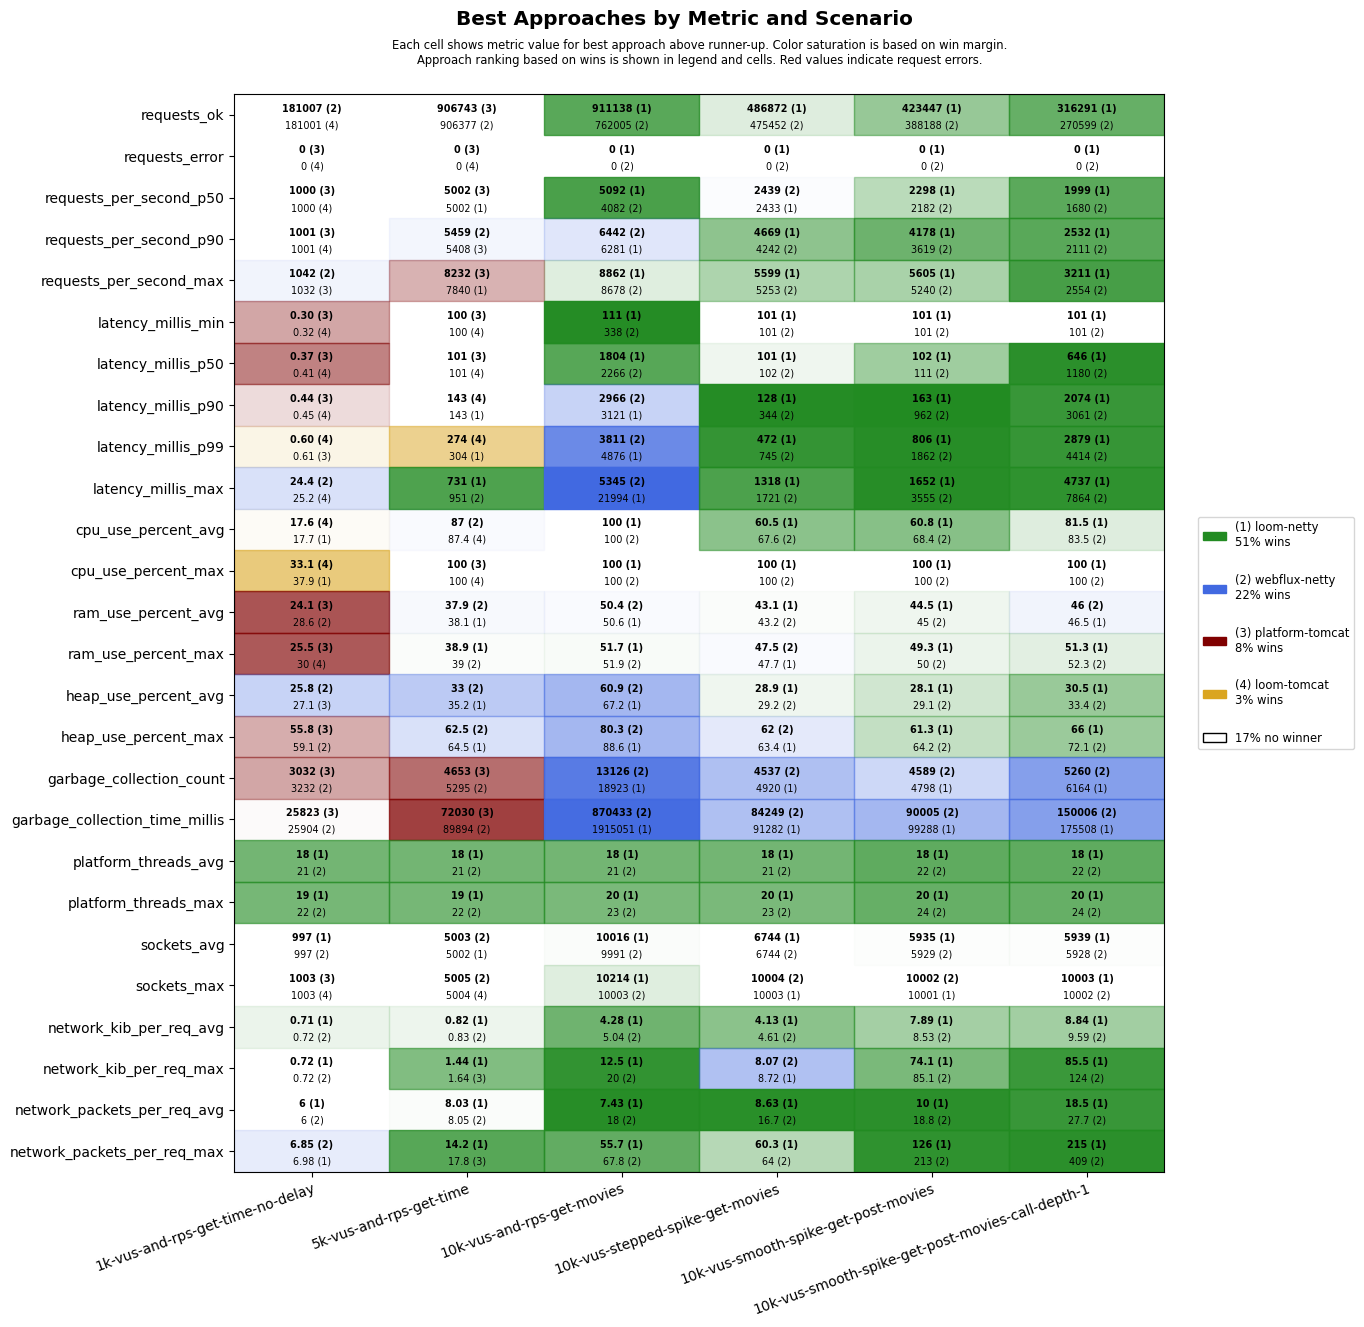 Best Approaches by Metric and Scenario
Each cell shows metric value for best approach above runner-up. Color saturation is based on win margin.
Approach ranking based on wins is shown in legend and cells. Red values indicate request errors.
requests_ok
181007 (2) 906743 (3) 911138 (1) 486872 (1) 423447 (1) 316291 (1)
181001 (4) 906377 (2) 762005 (2) 475452 (2) 388188 (2) 270599 (2)
requests_error
0 (3) 0 (3) 0 (1) 0 (1) 0 (1) 0 (1)
0 (4) 0 (4) 0 (2) 0 (2) 0 (2) 0 (2)
requests_per_second_p50
1000 (3) 5002 (3) 5092 (1) 2439 (2) 2298 (1) 1999 (1)
1000 (4) 5002 (1) 4082 (2) 2433 (1) 2182 (2) 1680 (2)
requests_per_second_p90
1001 (3) 5459 (2) 6442 (2) 4669 (1) 4178 (1) 2532 (1)
1001 (4) 5408 (3) 6281 (1) 4242 (2) 3619 (2) 2111 (2)
requests_per_second_max
1042 (2) 8232 (3) 8862 (1) 5599 (1) 5605 (1) 3211 (1)
1032 (3) 7840 (1) 8678 (2) 5253 (2) 5240 (2) 2554 (2)
latency_millis_min
0.30 (3) 100 (3) 111 (1) 101 (1) 101 (1) 101 (1)
0.32 (4) 100 (4) 338 (2) 101 (2) 101 (2) 101 (2)
latency_millis_p50
0.37 (3) 101 (3) 1804 (1) 101 (1) 102 (1) 646 (1)
0.41 (4) 101 (4) 2266 (2) 102 (2) 111 (2) 1180 (2)
latency_millis_p90
0.44 (3) 143 (4) 2966 (2) 128 (1) 163 (1) 2074 (1)
0.45 (4) 143 (1) 3121 (1) 344 (2) 962 (2) 3061 (2)
latency_millis_p99
0.60 (4) 274 (4) 3811 (2) 472 (1) 806 (1) 2879 (1)
0.61 (3) 304 (1) 4876 (1) 745 (2) 1862 (2) 4414 (2)
latency_millis_max
24.4 (2) 731 (1) 5345 (2) 1318 (1) 1652 (1) 4737 (1)
25.2 (4) 951 (2) 21994 (1) 1721 (2) 3555 (2) 7864 (2)
cpu_use_percent_avg
17.6 (4) 87 (2) 100 (1) 60.5 (1) 60.8 (1) 81.5 (1)
17.7 (1) 87.4 (4) 100 (2) 67.6 (2) 68.4 (2) 83.5 (2)
cpu_use_percent_max
33.1 (4) 100 (3) 100 (1) 100 (1) 100 (1) 100 (1)
37.9 (1) 100 (4) 100 (2) 100 (2) 100 (2) 100 (2)
ram_use_percent_avg
24.1 (3) 37.9 (2) 50.4 (2) 43.1 (1) 44.5 (1) 46 (2)
28.6 (2) 38.1 (1) 50.6 (1) 43.2 (2) 45 (2) 46.5 (1)
ram_use_percent_max
25.5 (3) 38.9 (1) 51.7 (1) 47.5 (2) 49.3 (1) 51.3 (1)
30 (4) 39 (2) 51.9 (2) 47.7 (1) 50 (2) 52.3 (2)
heap_use_percent_avg
25.8 (2) 33 (2) 60.9 (2) 28.9 (1) 28.1 (1) 30.5 (1)
27.1 (3) 35.2 (1) 67.2 (1) 29.2 (2) 29.1 (2) 33.4 (2)
heap_use_percent_max
55.8 (3) 62.5 (2) 80.3 (2) 62 (2) 61.3 (1) 66 (1)
59.1 (2) 64.5 (1) 88.6 (1) 63.4 (1) 64.2 (2) 72.1 (2)
garbage_collection_count
3032 (3) 4653 (3) 13126 (2) 4537 (2) 4589 (2) 5260 (2)
3232 (2) 5295 (2) 18923 (1) 4920 (1) 4798 (1) 6164 (1)
garbage_collection_time_millis
25823 (3) 72030 (3) 870433 (2) 84249 (2) 90005 (2) 150006 (2)
25904 (2) 89894 (2) 1915051 (1) 91282 (1) 99288 (1) 175508 (1)
platform_threads_avg
18 (1) 18 (1) 18 (1) 18 (1) 18 (1) 18 (1)
21 (2) 21 (2) 21 (2) 21 (2) 22 (2) 22 (2)
platform_threads_max
19 (1) 19 (1) 20 (1) 20 (1) 20 (1) 20 (1)
22 (2) 22 (2) 23 (2) 23 (2) 24 (2) 24 (2)
sockets_avg
997 (1) 5003 (2) 10016 (1) 6744 (1) 5935 (1) 5939 (1)
997 (2) 5002 (1) 9991 (2) 6744 (2) 5929 (2) 5928 (2)
sockets_max
1003 (3) 5005 (2) 10214 (1) 10004 (2) 10002 (2) 10003 (1)
1003 (4) 5004 (4) 10003 (2) 10003 (1) 10001 (1) 10002 (2)
network_kib_per_req_avg
0.71 (1) 0.82 (1) 4.28 (1) 4.13 (1) 7.89 (1) 8.84 (1)
0.72 (2) 0.83 (2) 5.04 (2) 4.61 (2) 8.53 (2) 9.59 (2)
network_kib_per_req_max
0.72 (1) 1.44 (1) 12.5 (1) 8.07 (2) 74.1 (1) 85.5 (1)
0.72 (2) 1.64 (3) 20 (2) 8.72 (1) 85.1 (2) 124 (2)
network_packets_per_req_avg
6 (1) 8.03 (1) 7.43 (1) 8.63 (1) 10 (1) 18.5 (1)
6 (2) 8.05 (2) 18 (2) 16.7 (2) 18.8 (2) 27.7 (2)
network_packets_per_req_max
6.85 (2) 14.2 (1) 55.7 (1) 60.3 (1) 126 (1) 215 (1)
6.98 (1) 17.8 (3) 67.8 (2) 64 (2) 213 (2) 409 (2)
1k-vus-and-rps-get-time-no-delay
5k-vus-and-rps-get-time
10k-vus-and-rps-get-movies
10k-vus-stepped-spike-get-movies
10k-vus-smooth-spike-get-post-movies
10k-vus-smooth-spike-get-post-movies-call-depth-1
(1) loom-netty
51% wins
(2) webflux-netty
22% wins
(3) platform-tomcat
8% wins
(4) loom-tomcat
3% wins
17% no winner